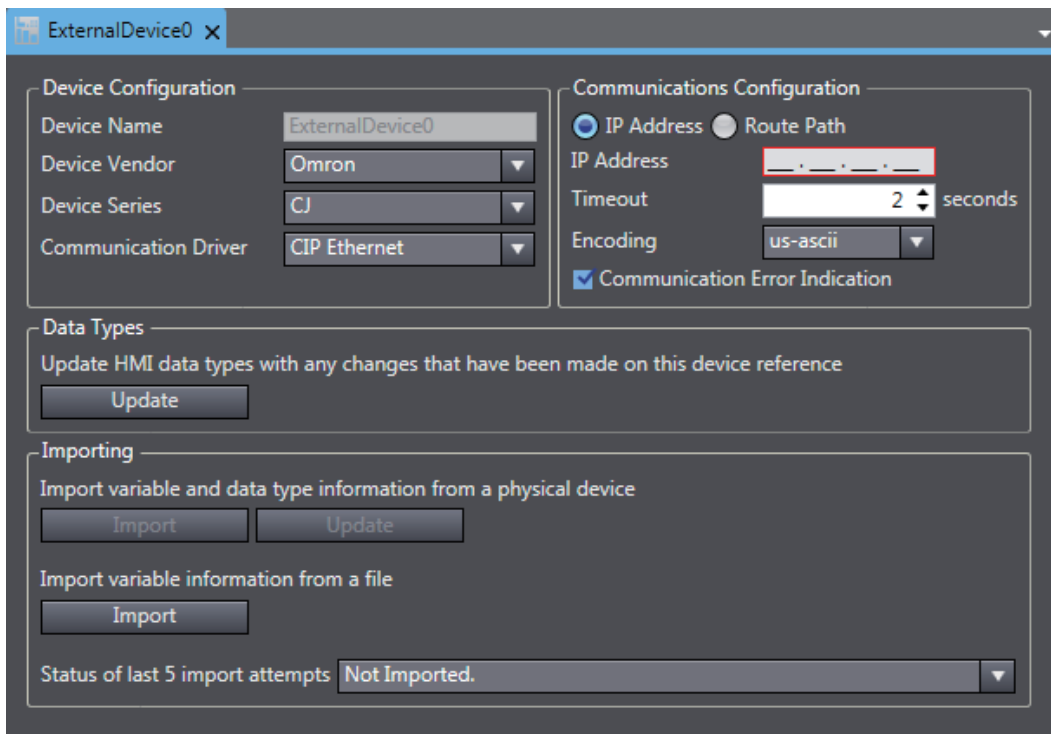 ExternalDevice0
Device Configuration
Device Name ExternalDevice0
Device Vendor Omron
Device Series CJ
Communication Driver CIP Ethernet
Communications Configuration
IP Address Route Path
IP Address __.__.__.__
Timeout 2 seconds
Encoding us-ascii
Communication Error Indication
Data Types
Update HMI data types with any changes that have been made on this device reference
Update
Importing
Import variable and data type information from a physical device
Import Update
Import variable information from a file
Import
Status of last 5 import attempts Not Imported.